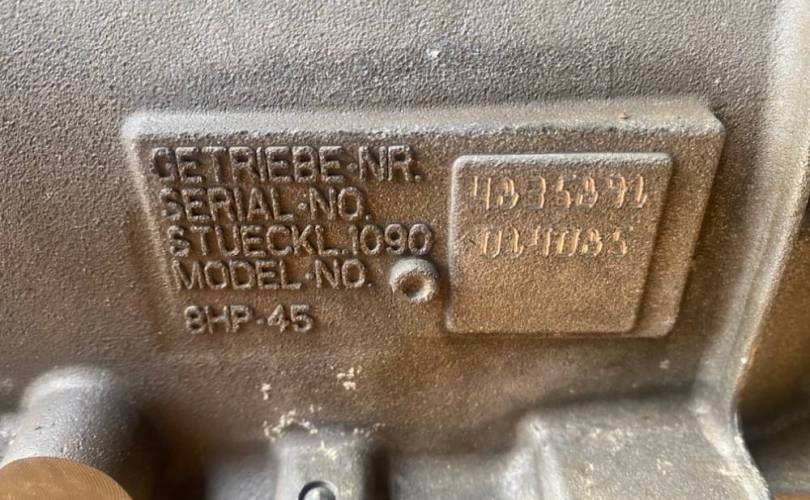 GETRIEBE-NR.
SERIAL-NO.
STUECKL.1090
MODEL-NO.
8HP-45